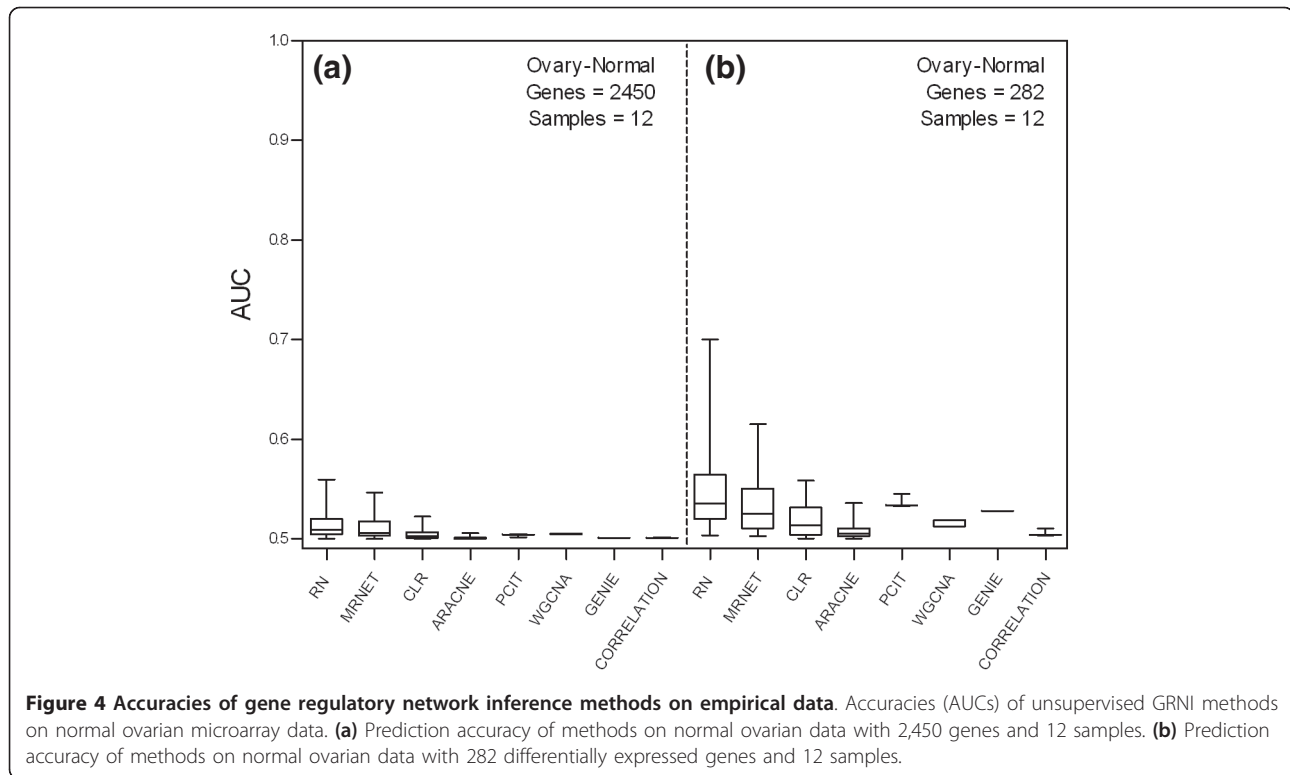 (a)
Ovary-Normal
Genes = 2450
Samples = 12
(b)
Ovary-Normal
Genes = 282
Samples = 12
AUC
1.0
0.9
0.8
0.7
0.6
0.5
RN
MRNET
CLR
ARACNE
PCIT
WGCNA
GENIE
CORRELATION
RN
MRNET
CLR
ARACNE
PCIT
WGCNA
GENIE
CORRELATION
Figure 4 Accuracies of gene regulatory network inference methods on empirical data. Accuracies (AUCs) of unsupervised GRNI methods
on normal ovarian microarray data. (a) Prediction accuracy of methods on normal ovarian data with 2,450 genes and 12 samples. (b) Prediction
accuracy of methods on normal ovarian data with 282 differentially expressed genes and 12 samples.